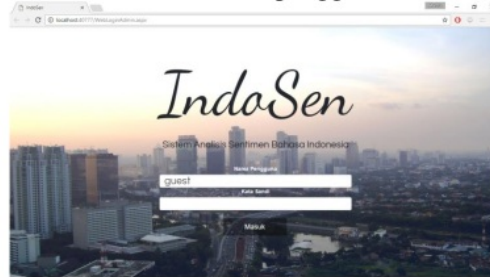 IndoSen
Sistem Analisis Sentimen Bahasa Indonesia
Nama Pengguna
guest
Kata Sandi
Masuk